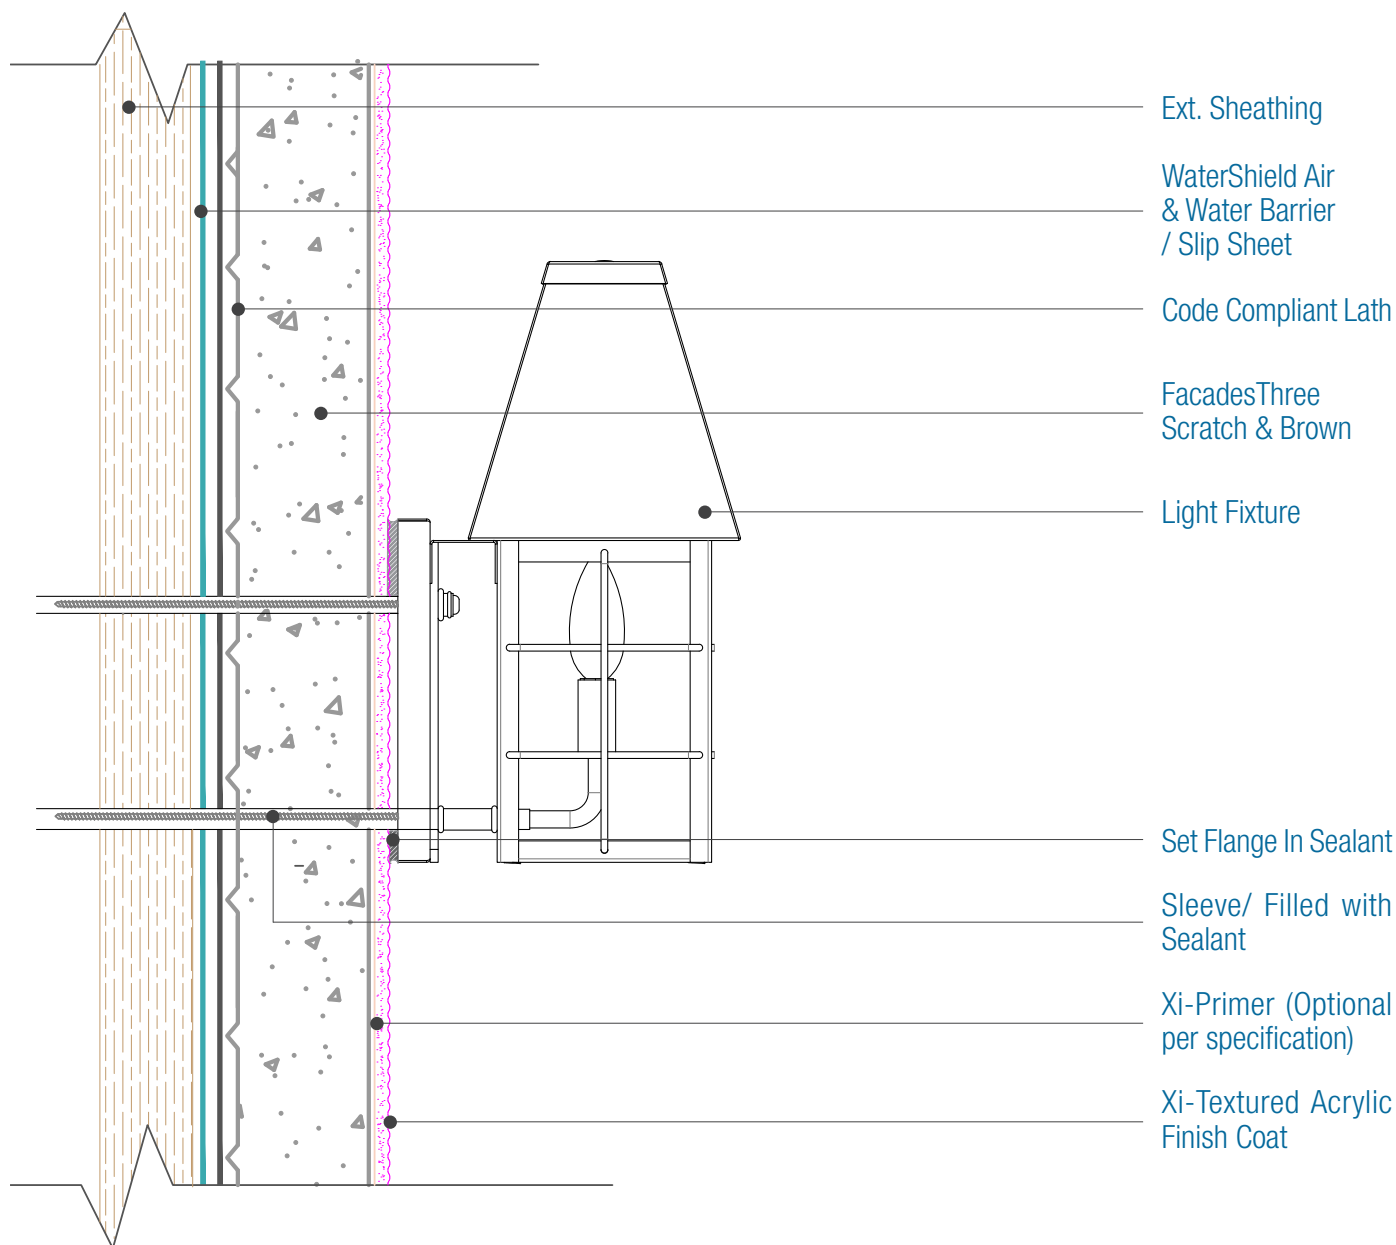 Ext. Sheathing
WaterShield Air
& Water Barrier
/ Slip Sheet
Code Compliant Lath
FacadesThree
Scratch & Brown
Light Fixture
Set Flange In Sealant
Sleeve/ Filled with
Sealant
Xi-Primer (Optional
per specification)
Xi-Textured Acrylic
Finish Coat